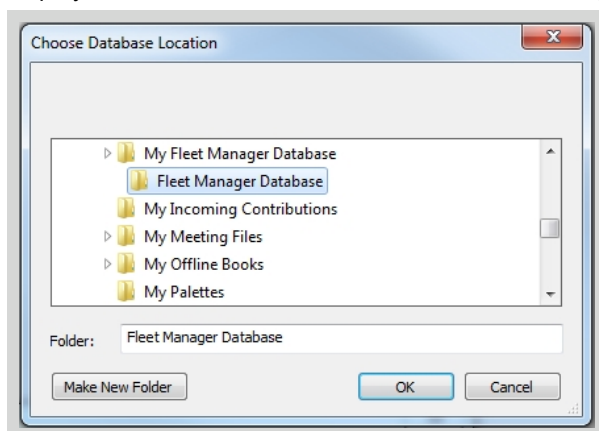 Choose Database Location
My Fleet Manager Database
Fleet Manager Database
My Incoming Contributions
My Meeting Files
My Offline Books
My Palettes
Folder: Fleet Manager Database
Make New Folder OK Cancel